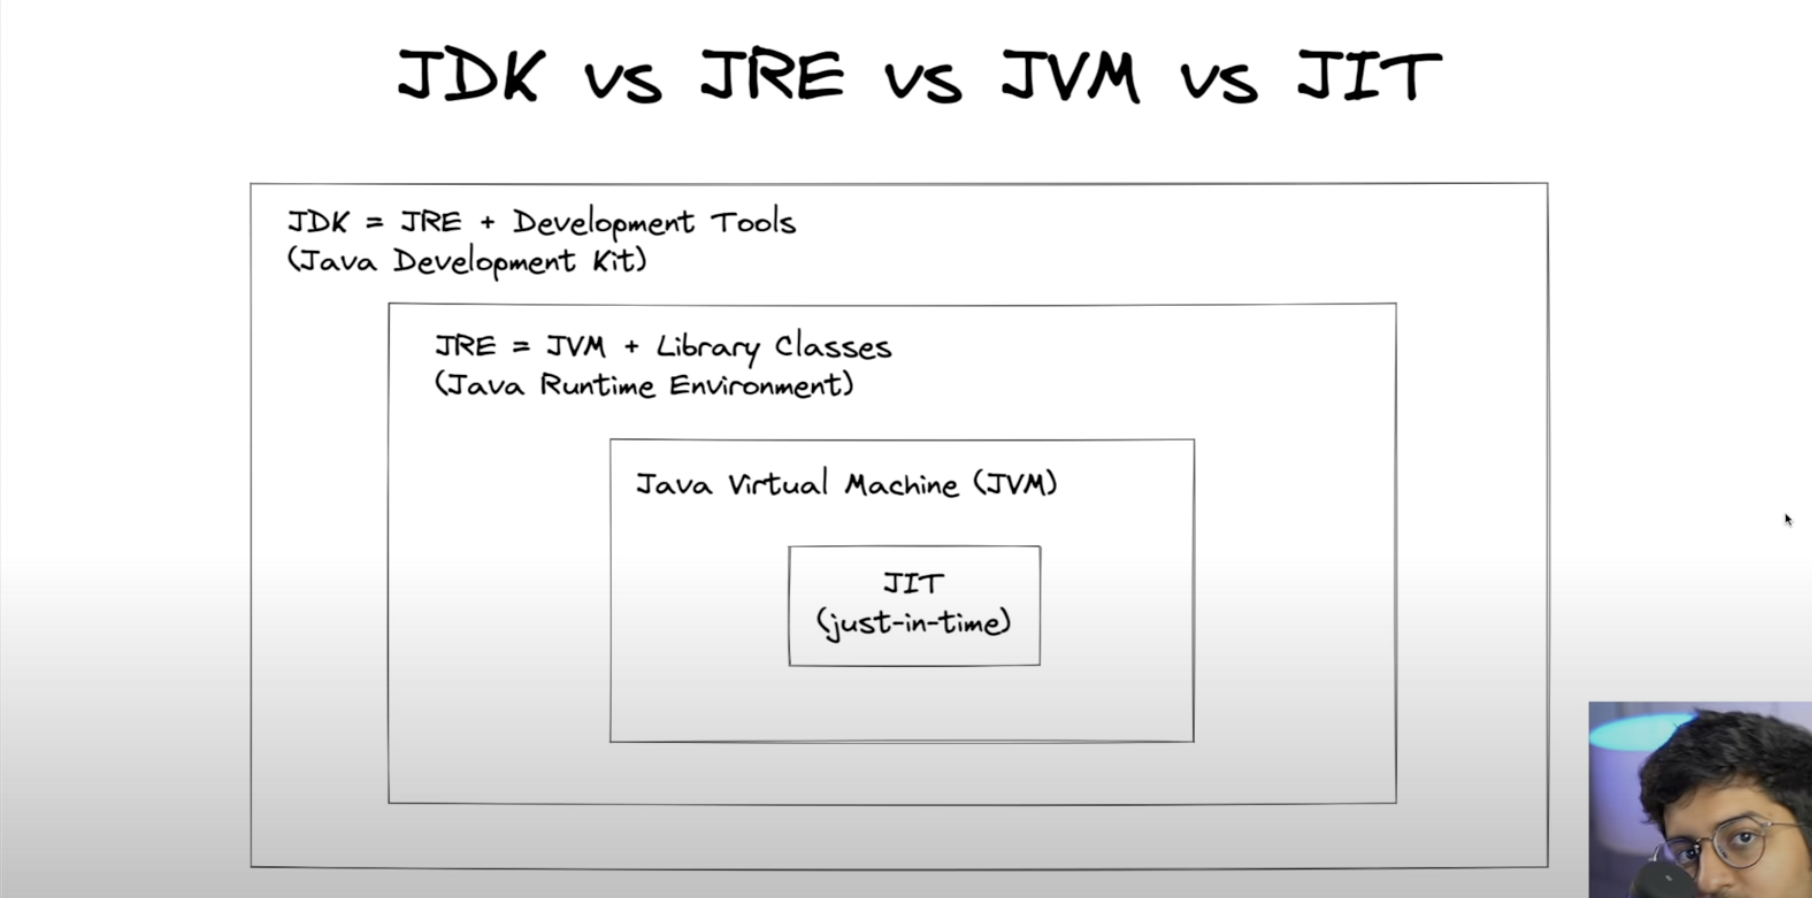 JDK vs JRE vs JVM vs JIT
JDK = JRE + Development Tools
(Java Development Kit)
JRE = JVM + Library Classes
(Java Runtime Environment)
Java Virtual Machine (JVM)
JIT
(just-in-time)